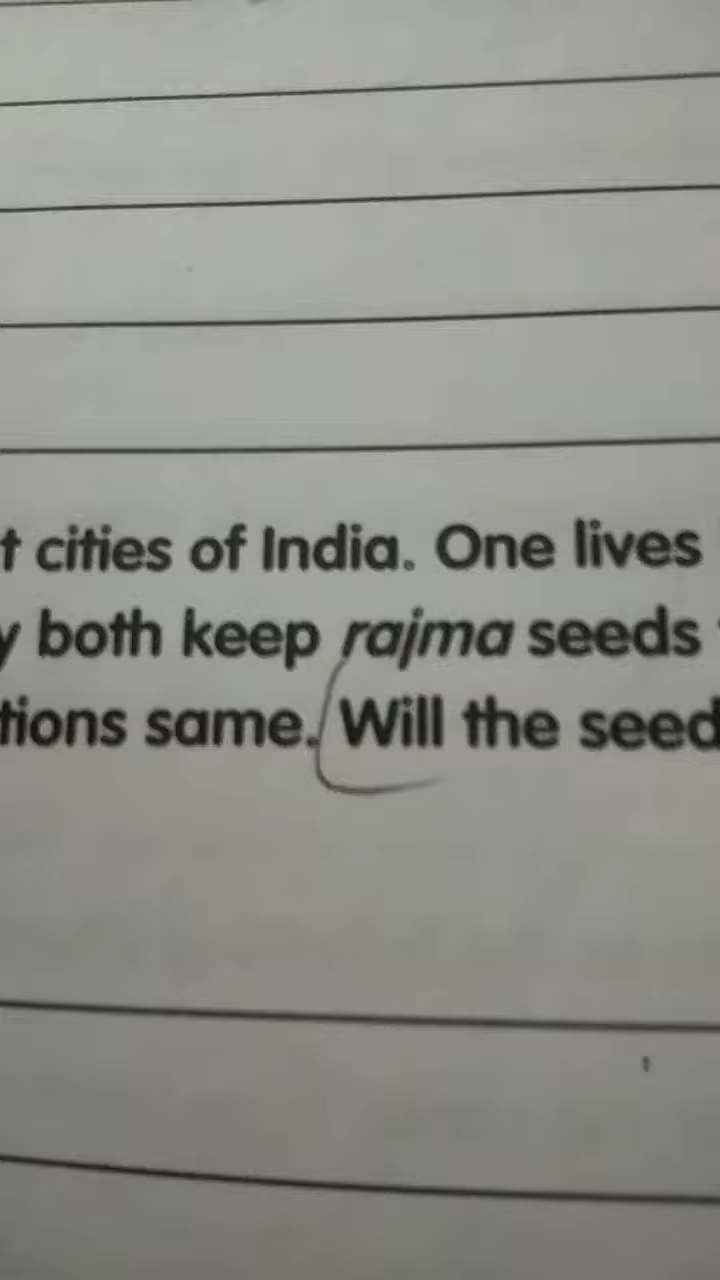 t cities of India. One lives
y both keep rajma seeds
tions same. Will the seed